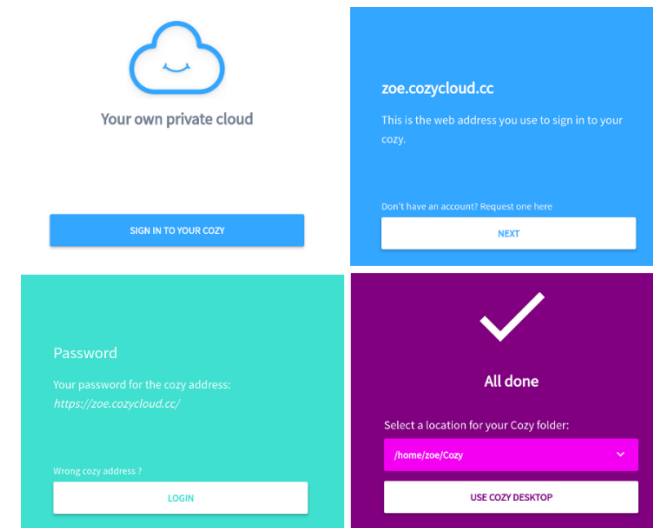 Your own private cloud
SIGN IN TO YOUR COZY
zoe.cozycloud.cc
This is the web address you use to sign in to your
cozy.
Don't have an account? Request one here
NEXT
Password
Your password for the cozy address:
https://zoe.cozycloud.cc/
Wrong cozy address ?
LOGIN
All done
Select a location for your Cozy folder:
/home/zoe/Cozy
USE COZY DESKTOP